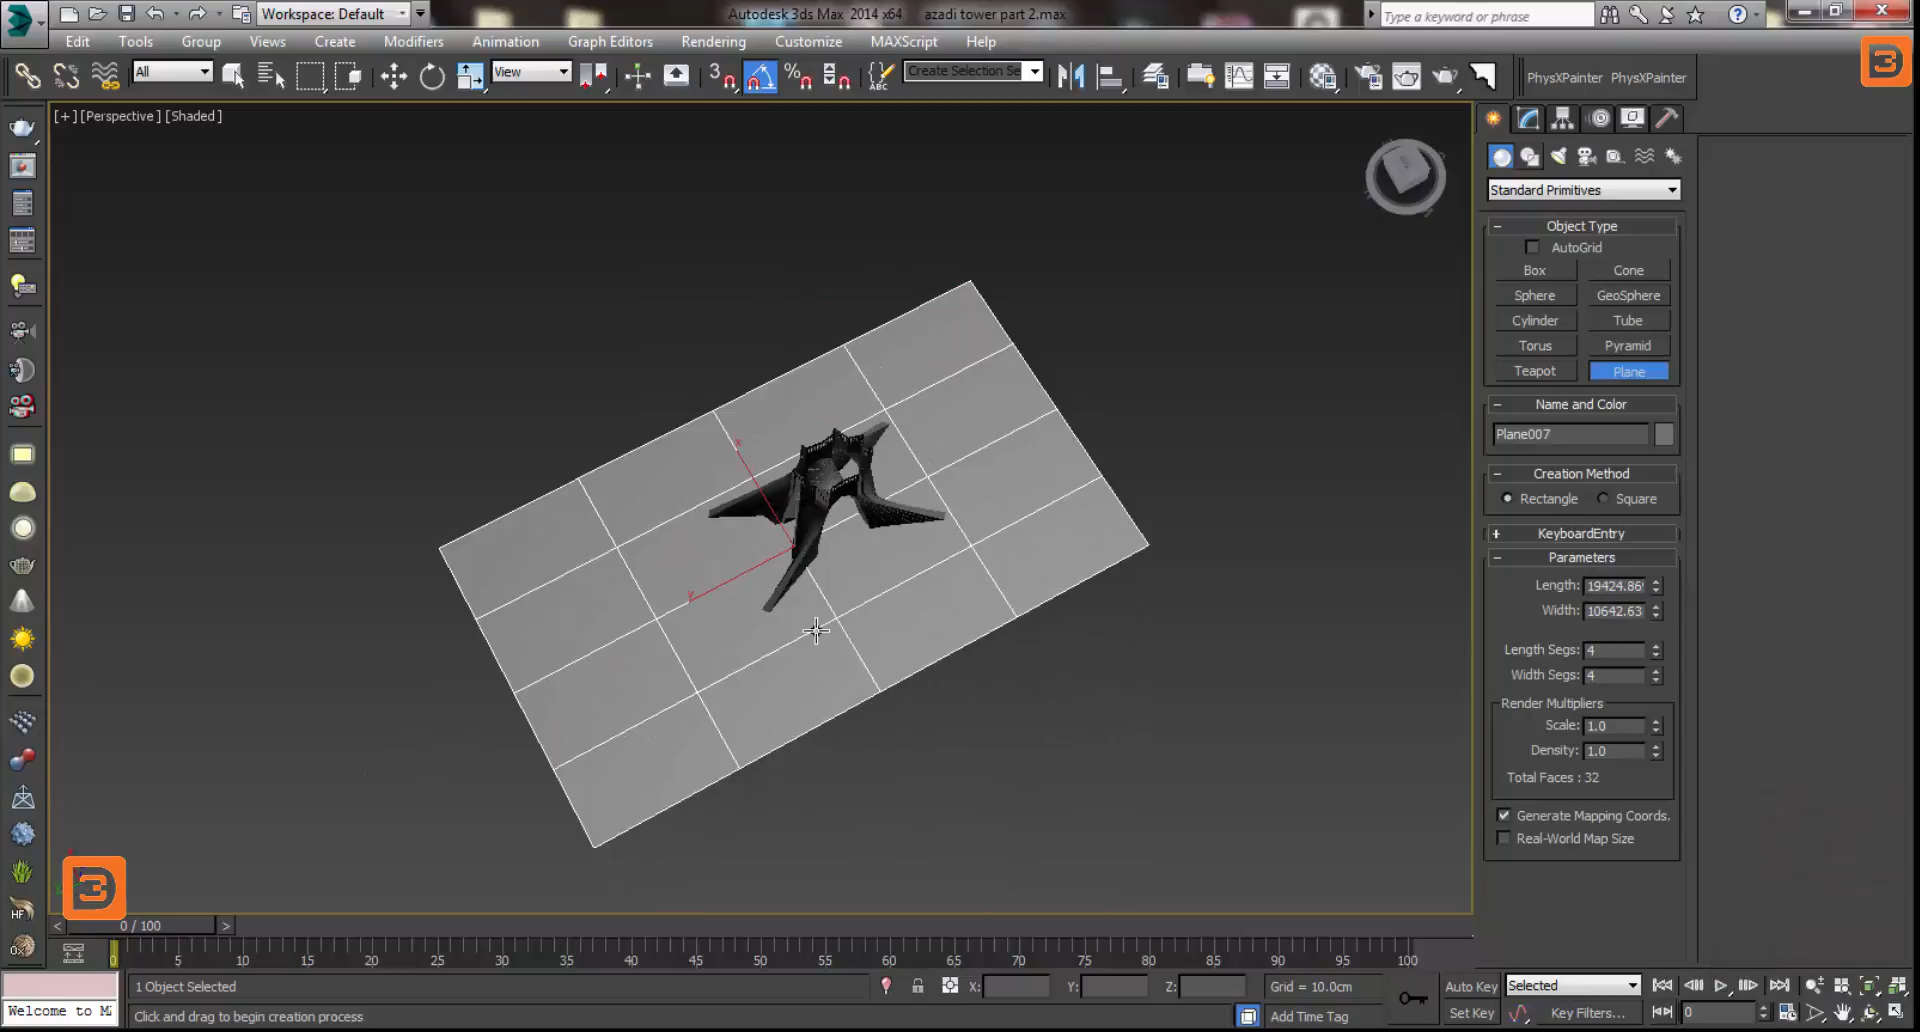 Workspace: Default
Autodesk 3ds Max 2014 x64 azadi tower part 2.max
Type a keyword or phrase
Edit Tools Group Views Create Modifiers Animation Graph Editors Rendering Customize MAXScript Help
All
View
3
ABC
Create Selection Se
PhysXPainter PhysXPainter
[+] [Perspective] [Shaded]
Standard Primitives
Object Type
AutoGrid
Box Cone
Sphere GeoSphere
Cylinder Tube
Torus Pyramid
Teapot Plane
Name and Color
Plane007
Creation Method
Rectangle Square
KeyboardEntry
Parameters
Length: 19424.869
Width: 10642.63
Length Segs: 4
Width Segs: 4
Render Multipliers
Scale: 1.0
Density: 1.0
Total Faces : 32
Generate Mapping Coords.
Real-World Map Size
x
y
HF
Ox
< 0 / 100 >
0 5 10 15 20 25 30 35 40 45 50 55 60 65 70 75 80 85 90 95 100
1 Object Selected X: Y: Z: Grid = 10.0cm Auto Key Selected
Welcome to M
Click and drag to begin creation process Add Time Tag Set Key Key Filters... 0